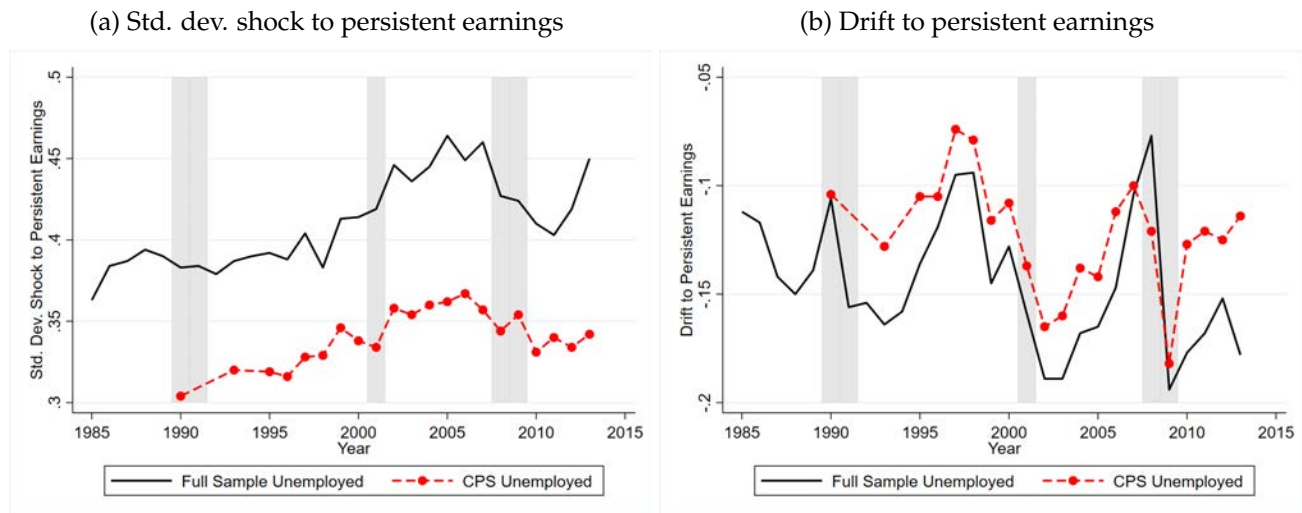 (a) Std. dev. shock to persistent earnings
Std. Dev. Shock to Persistent Earnings
.5
.45
.4
.35
.3
1985 1990 1995 2000 2005 2010 2015
Year
Full Sample Unemployed CPS Unemployed
(b) Drift to persistent earnings
Drift to Persistent Earnings
-.05
-.1
-.15
-.2
1985 1990 1995 2000 2005 2010 2015
Year
Full Sample Unemployed CPS Unemployed